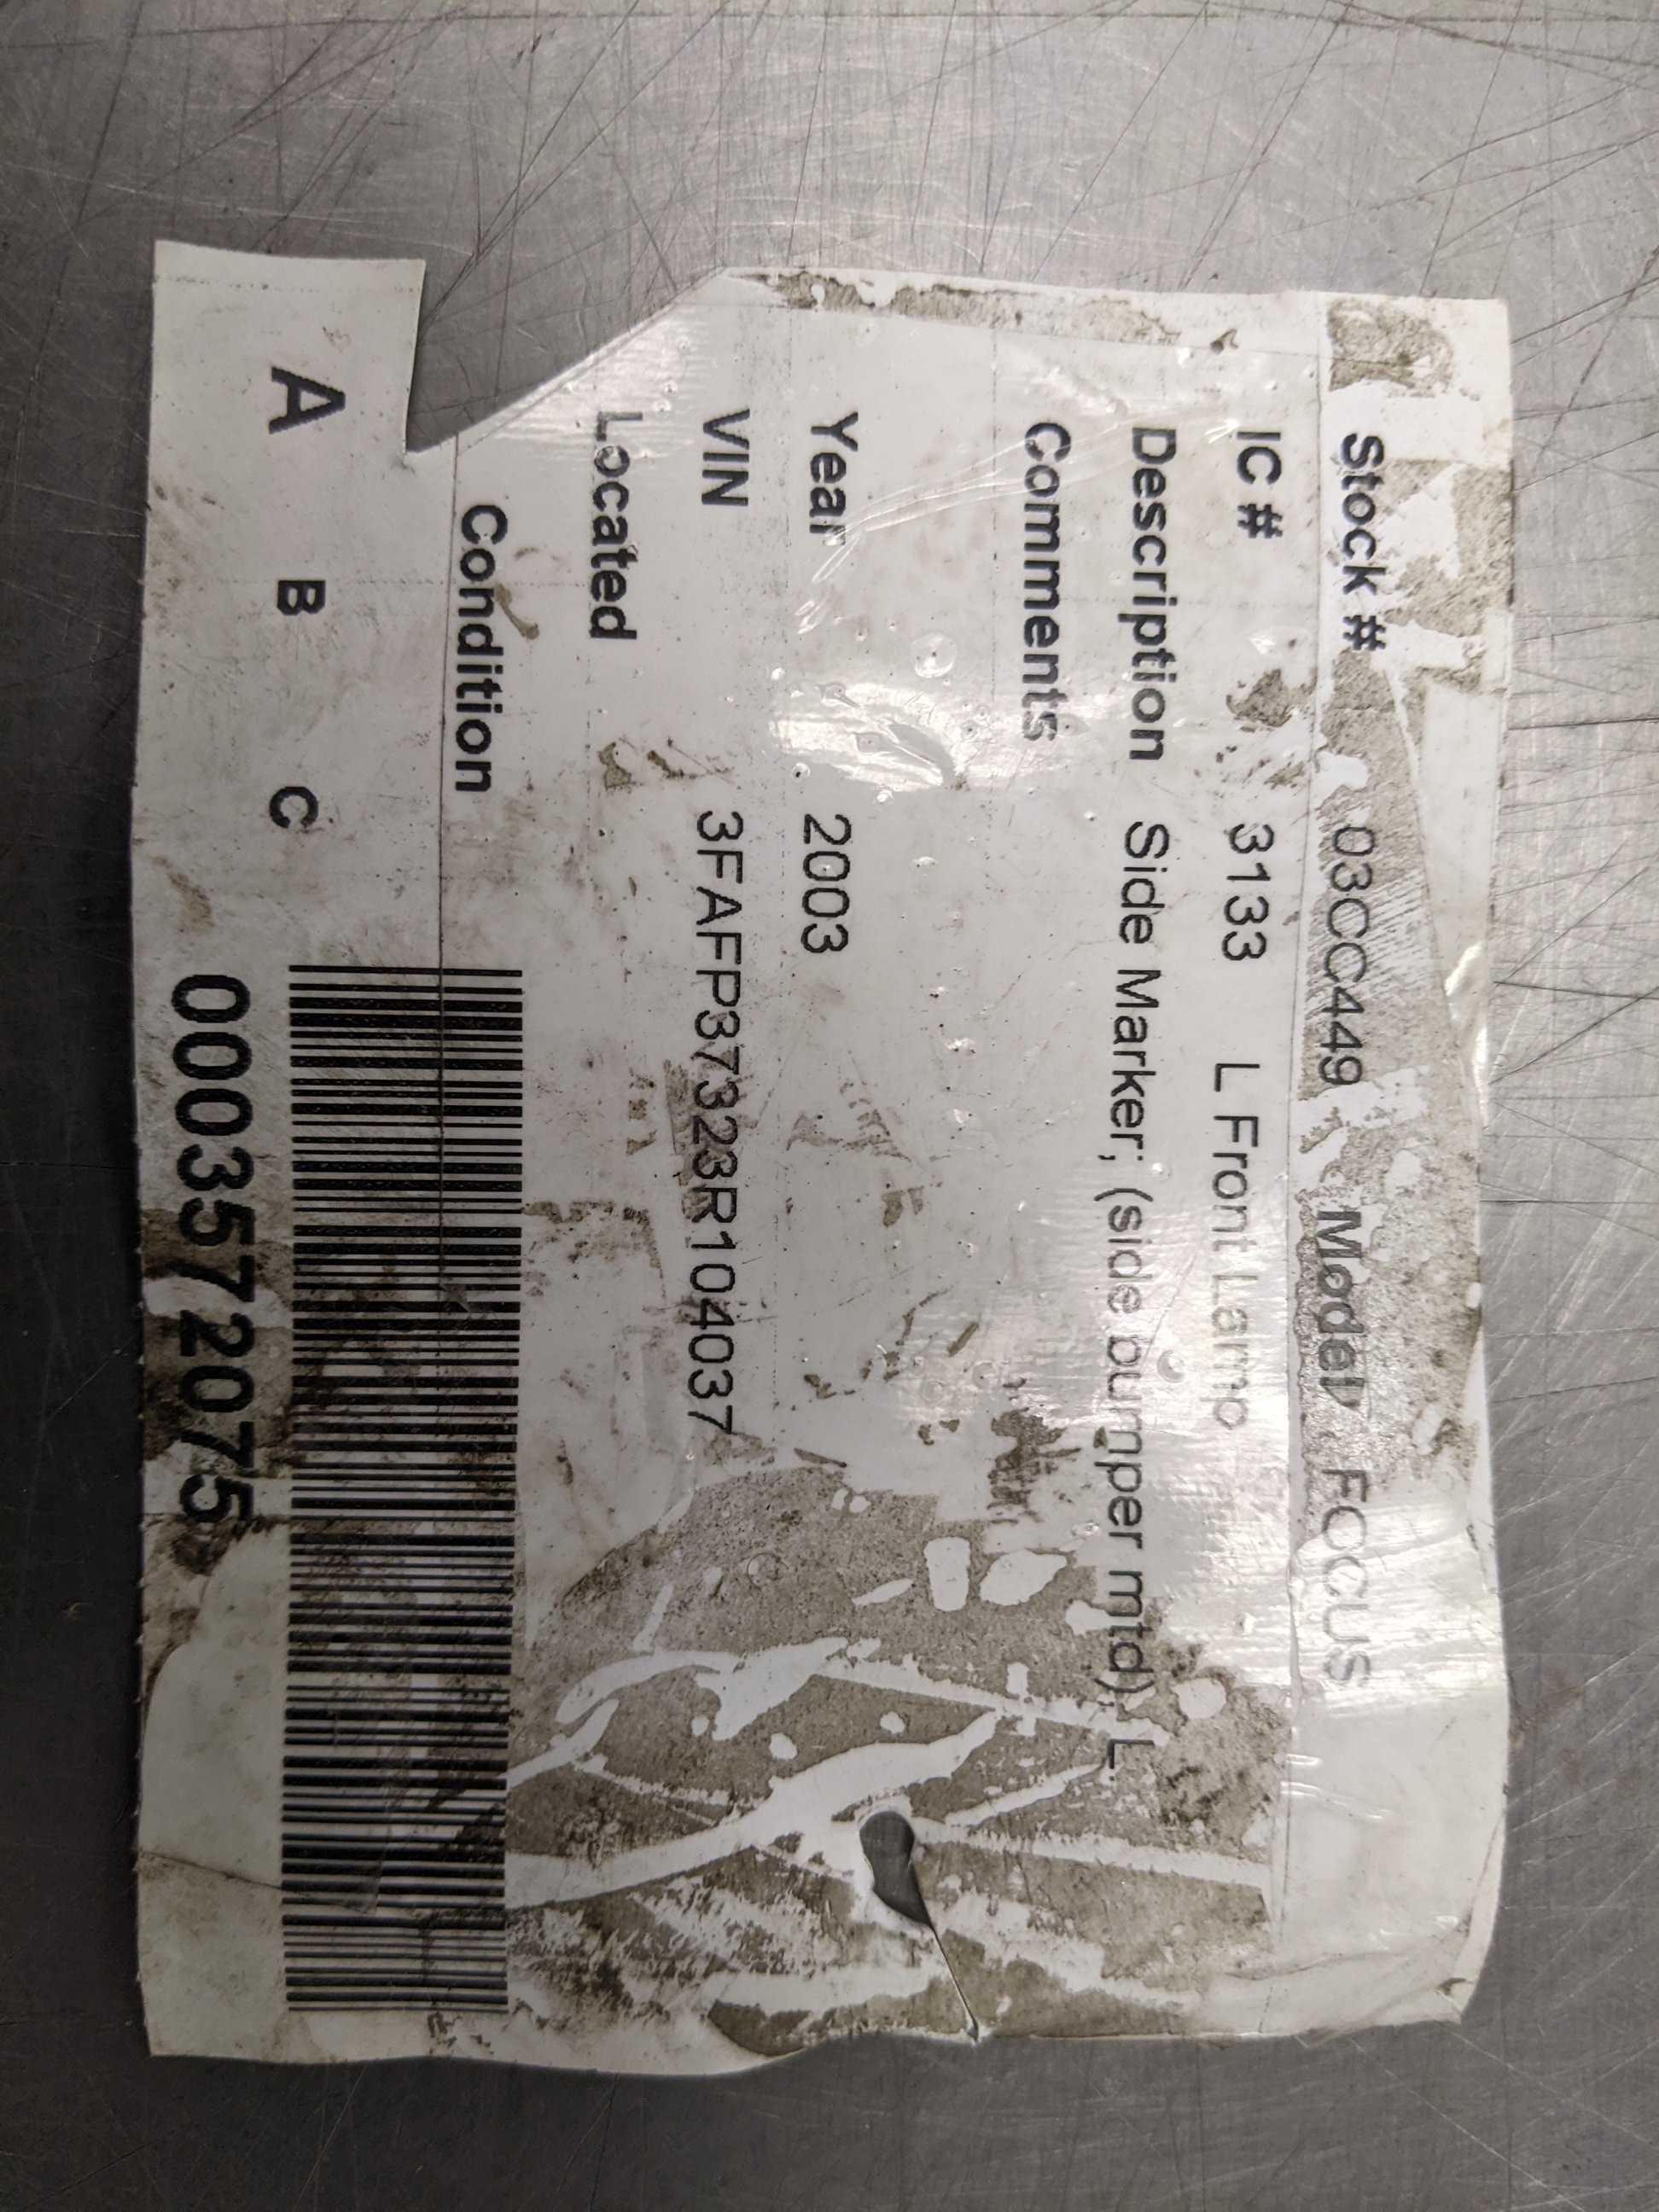 Stock # 03CC449 Model FOCUS
IC # 3133 L Front Lamp
Description Side Marker; (side bumper mtd), L.
Comments
Year 2003
VIN 3FAFP37323R104037
Located
Condition
A B C
0003572075